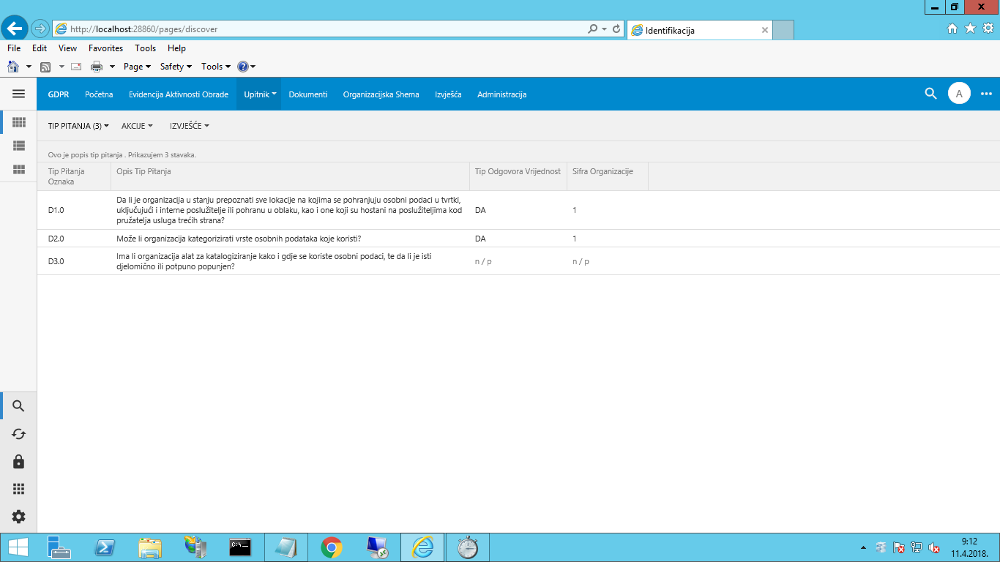 http://localhost:28860/pages/discover
Identifikacija
File Edit View Favorites Tools Help
Page Safety Tools
GDPR Početna Evidencija Aktivnosti Obrade Upitnik Dokumenti Organizacijska Shema Izvješća Administracija A
TIP PITANJA (3) AKCIJE IZVJEŠĆE
Ovo je popis tip pitanja . Prikazujem 3 stavaka.
Tip Pitanja
Oznaka
Opis Tip Pitanja
Tip Odgovora Vrijednost
Sifra Organizacije
D1.0
Da li je organizacija u stanju prepoznati sve lokacije na kojima se pohranjuju osobni podaci u tvrtki,
uključujući i interne poslužitelje ili pohranu u oblaku, kao i one koji su hostani na poslužiteljima kod
pružatelja usluga trećih strana?
DA
1
D2.0
Može li organizacija kategorizirati vrste osobnih podataka koje koristi?
DA
1
D3.0
Ima li organizacija alat za katalogiziranje kako i gdje se koriste osobni podaci, te da li je isti
djelomično ili potpuno popunjen?
n / p
n / p
9:12
11.4.2018.